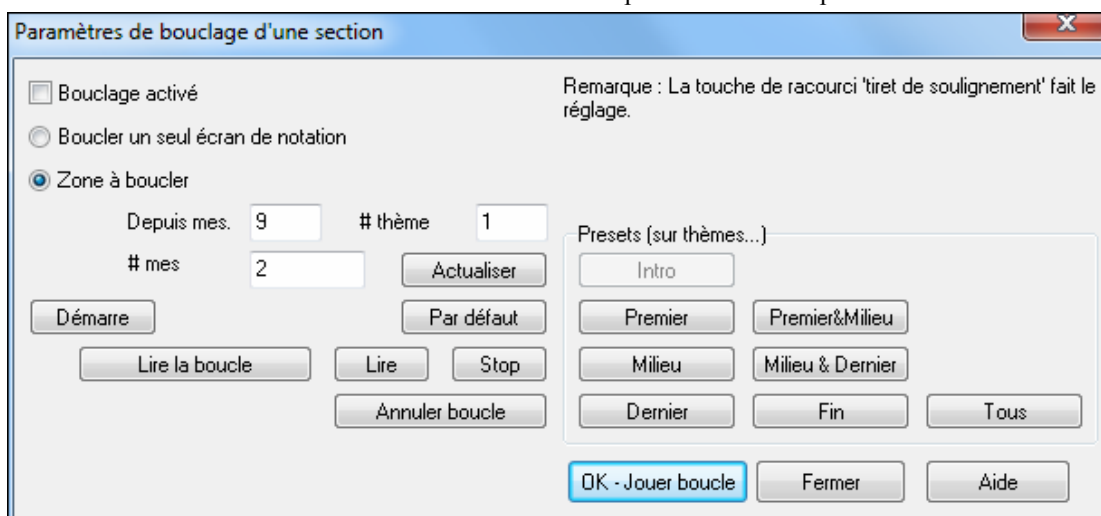 Paramètres de bouclage d'une section
X
Bouclage activé
Remarque : La touche de racourci 'tiret de soulignement' fait le
réglage.
Boucler un seul écran de notation
Zone à boucler
Depuis mes. 9 # thème 1
# mes 2 Actualiser
Démarre Par défaut
Lire la boucle Lire Stop
Annuler boucle
Presets (sur thèmes...)
Intro
Premier Premier&Milieu
Milieu Milieu & Dernier
Dernier Fin Tous
OK - Jouer boucle Fermer Aide